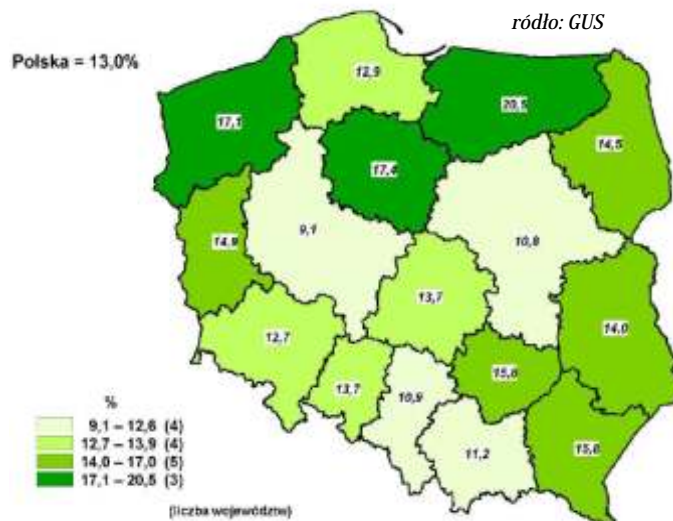 ródło: GUS
Polska = 13,0%
12,9
17,1
20,5
14,5
17,4
9,1
10,8
14,9
13,7
12,7
14,0
13,7
10,9
15,8
11,2
15,8
%
9,1 – 12,6 (4)
12,7 – 13,9 (4)
14,0 – 17,0 (5)
17,1 – 20,5 (3)
(liczba województw)